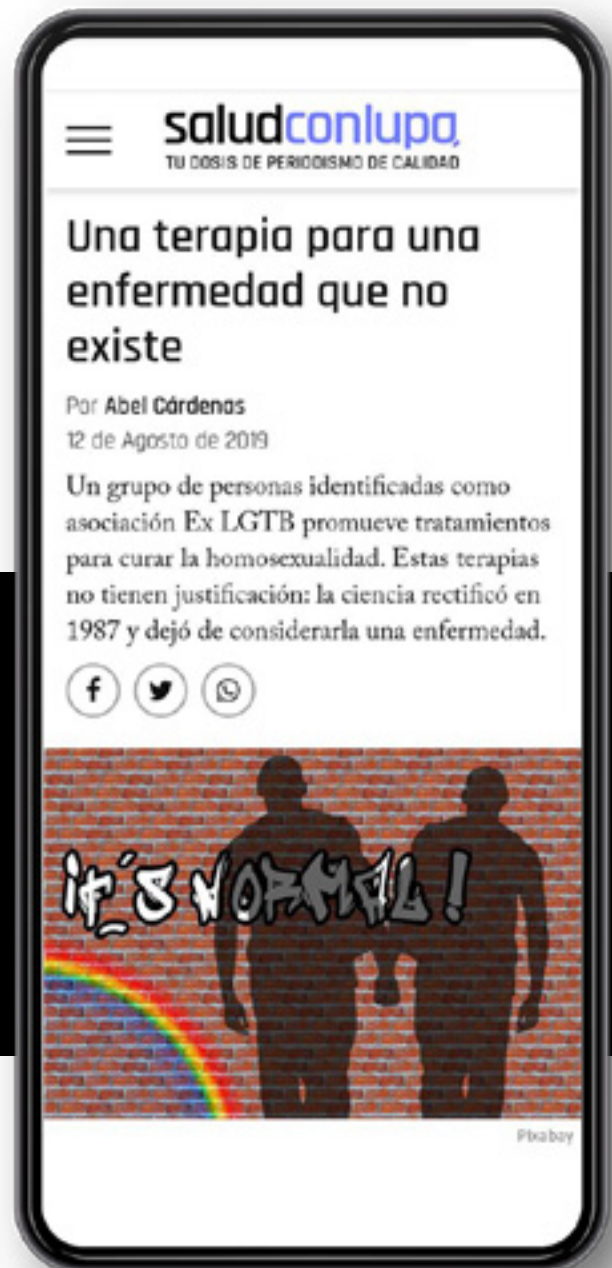 saludconlupa,
TU DOSIS DE PERIODISMO DE CALIDAD
Una terapia para una
enfermedad que no
existe
Por Abel Cárdenas
12 de Agosto de 2019
Un grupo de personas identificadas como
asociación Ex LGTB promueve tratamientos
para curar la homosexualidad. Estas terapias
no tienen justificación: la ciencia rectificó en
1987 y dejó de considerarla una enfermedad.
iT´S NORMAL!
Pixabay